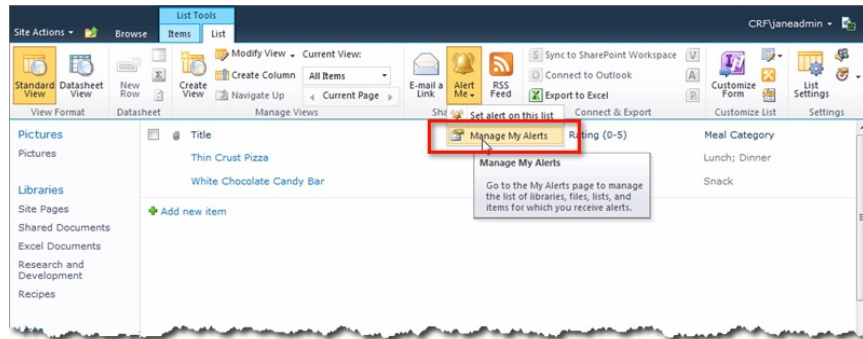 List Tools
CRF\janeadmin
Site Actions Browse Items List
Standard View
Datasheet View
New Row
Create View
Modify View
Create Column
Navigate Up
Current View:
All Items
Current Page
E-mail a Link
Alert Me
RSS Feed
Sync to SharePoint Workspace
Connect to Outlook
Export to Excel
Customize Form
List Settings
View Format Datasheet Manage Views Connect & Export Customize List Settings
Set alert on this list
Manage My Alerts
Manage My Alerts
Go to the My Alerts page to manage
the list of libraries, files, lists, and
items for which you receive alerts.
Pictures
Pictures
Libraries
Site Pages
Shared Documents
Excel Documents
Research and
Development
Recipes
Title Rating (0-5) Meal Category
Thin Crust Pizza Lunch; Dinner
White Chocolate Candy Bar Snack
Add new item